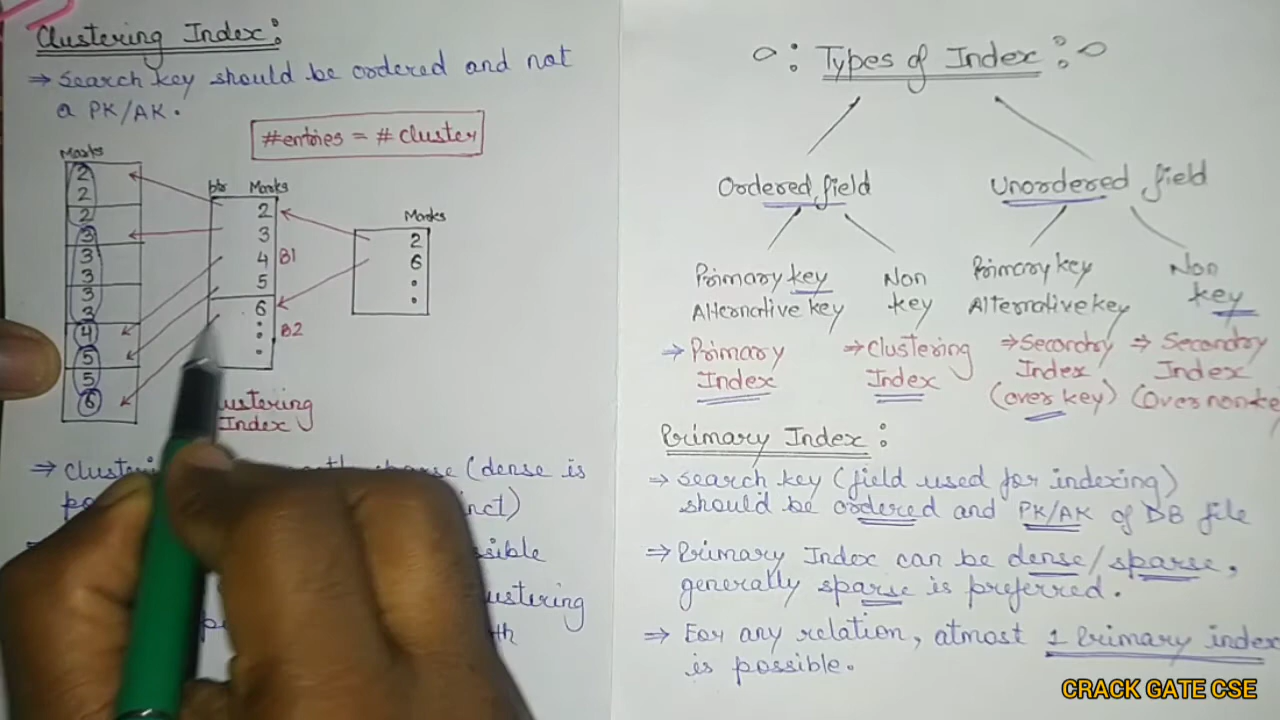 Clustering Index:
⇒ Search key should be ordered and not
a PK/AK.
#entries = # cluster
Marks
2
2
2
3
3
3
3
3
4
5
5
6
ptr Marks
2
3
4 B1
5
6
: B2
.
Marks
2
6
.
.
Index
(dense is
inct)
ssible
ustering
: Types of Index :
Ordered field
Unordered field
Primary key
Alternative key
Non
key
Primary key
Alternative key
Non
key
⇒ Primary
Index
⇒ Clustering
Index
⇒ Secondry
Index
(over key)
⇒ Secondry
Index
(Over nonke
Primary Index:
⇒ Search key (field used for indexing)
should be ordered and PK/AK of DB file
⇒ Primary Index can be dense/sparse,
generally sparse is preferred.
⇒ For any relation, atmost 1 Primary index
is possible.
CRACK GATE CSE